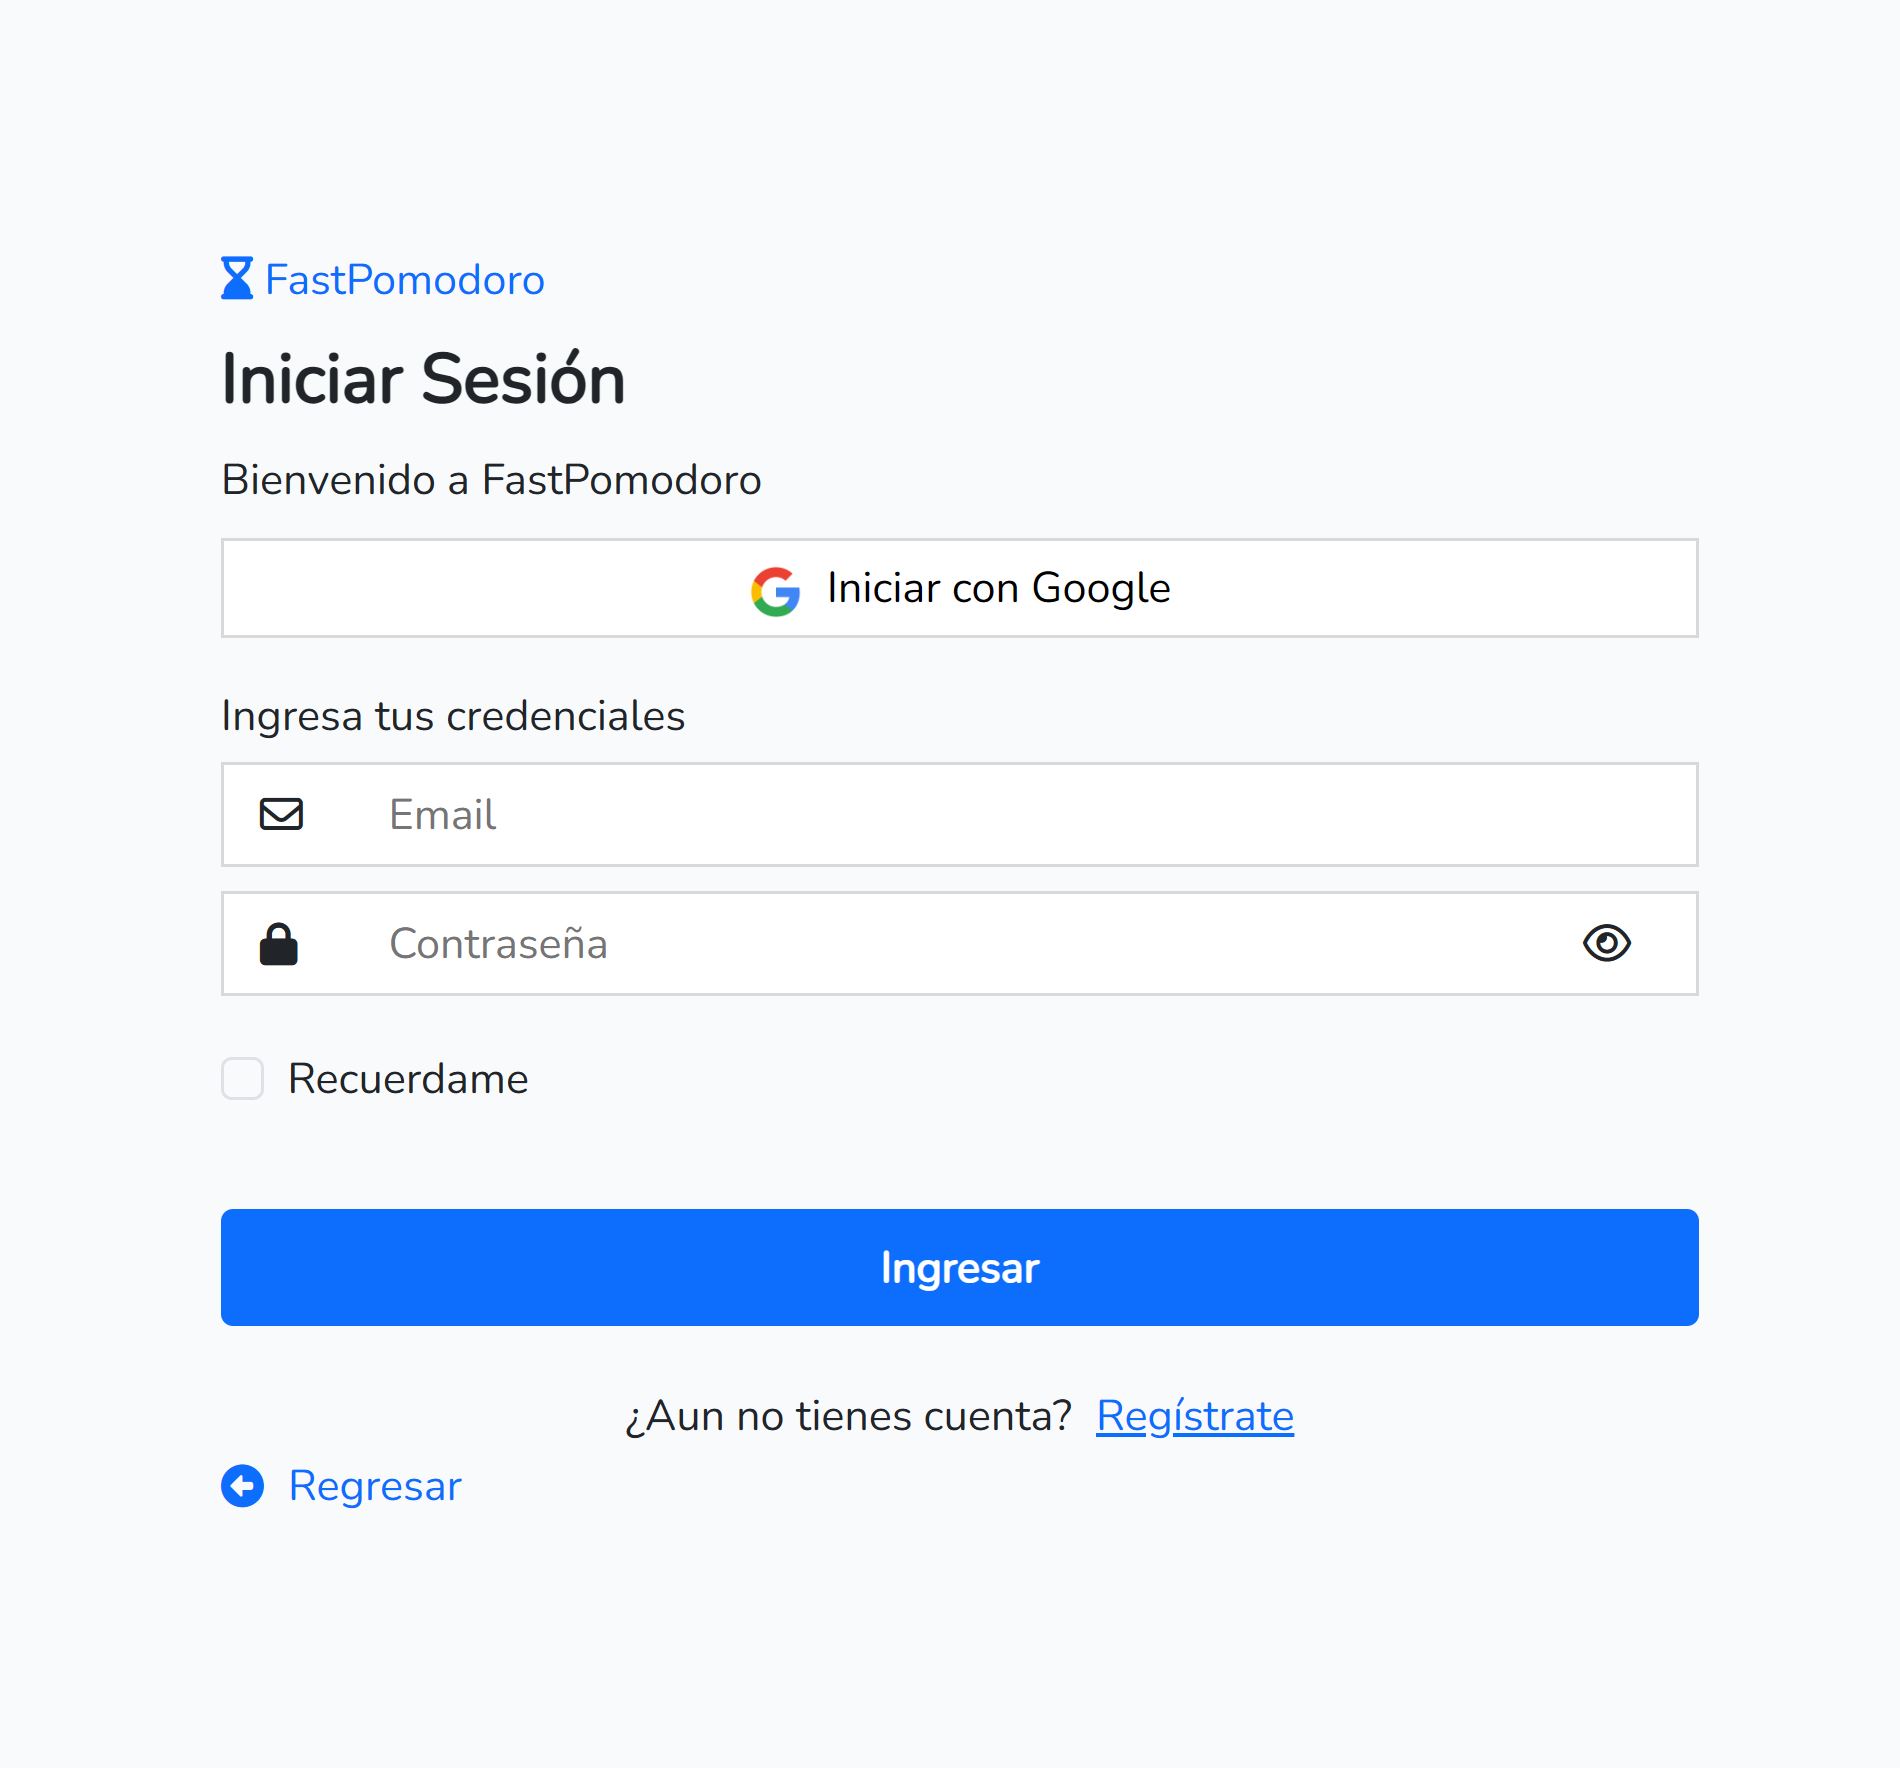 FastPomodoro
Iniciar Sesión
Bienvenido a FastPomodoro
Iniciar con Google
Ingresa tus credenciales
Email
Contraseña
Recuerdame
Ingresar
¿Aun no tienes cuenta? Regístrate
Regresar